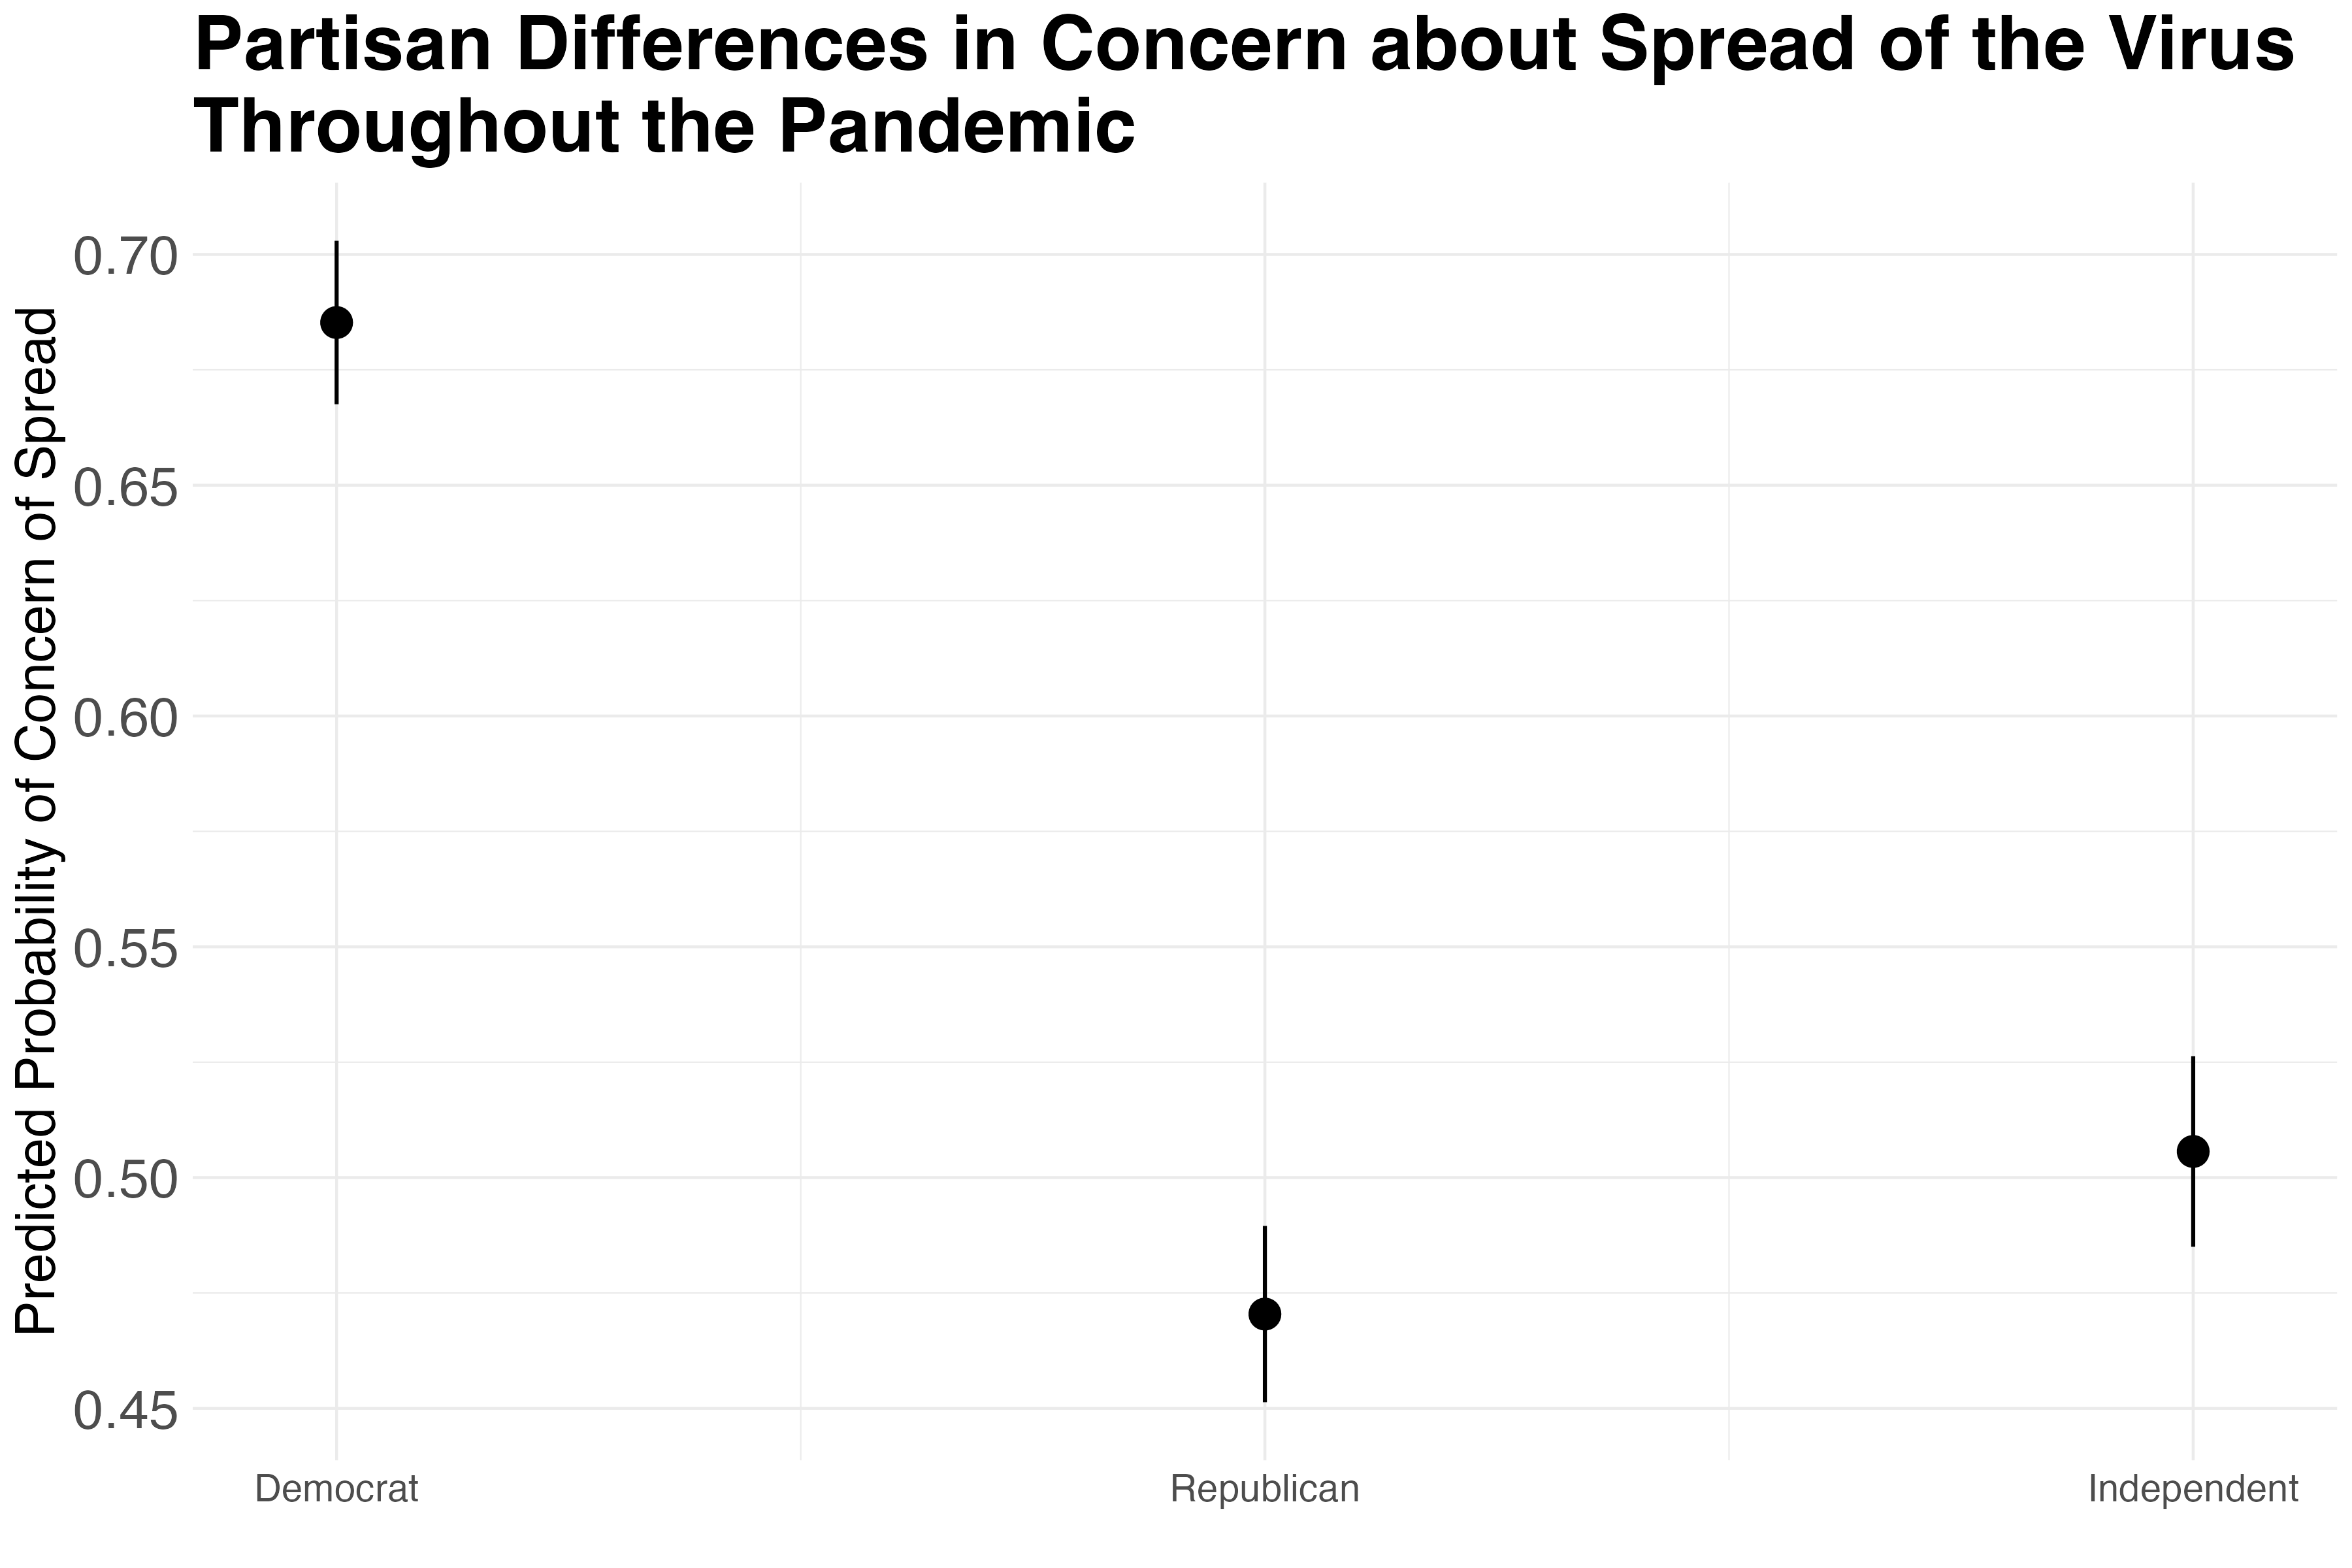 Partisan Differences in Concern about Spread of the Virus
Throughout the Pandemic
Predicted Probability of Concern of Spread
0.70
0.65
0.60
0.55
0.50
0.45
Democrat
Republican
Independent